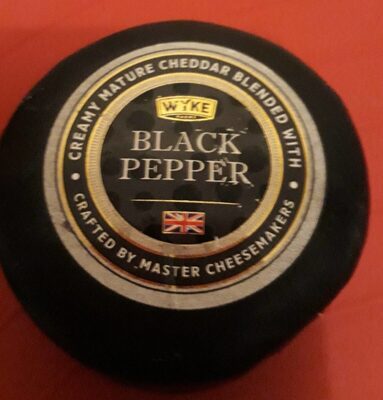 CREAMY MATURE CHEDDAR BLENDED WITH
WYKE
BLACK
PEPPER
CRAFTED BY MASTER CHEESEMAKERS